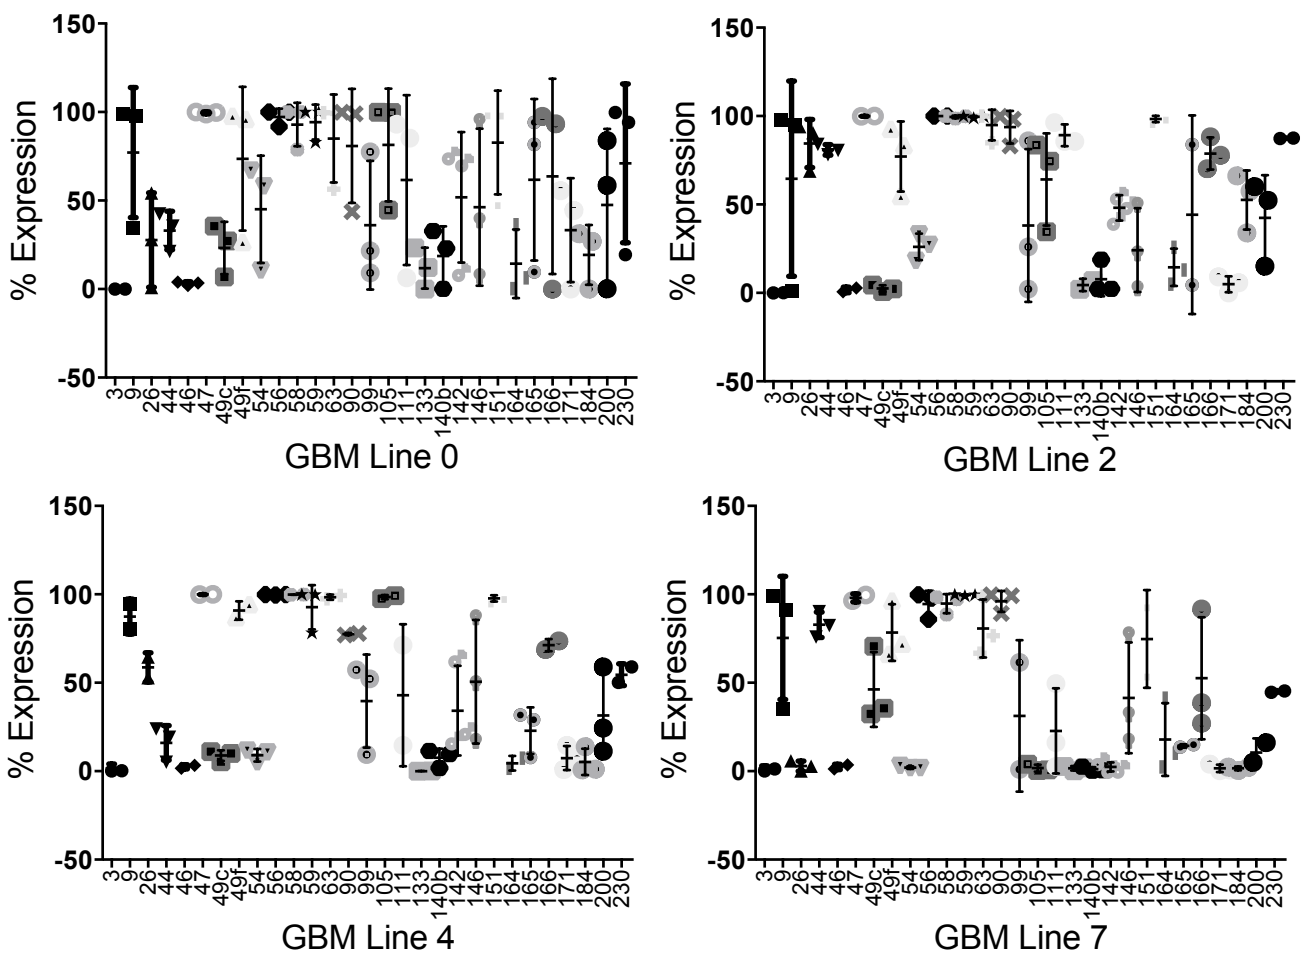 150
100
50
0
-50
% Expression
3 9 26 44 46 47 49c 49f 54 56 58 59 63 90 99 105 111 133 140b 142 146 151 164 165 166 171 184 200 230
GBM Line 0
150
100
50
0
-50
% Expression
3 9 26 44 46 47 49c 49f 54 56 58 59 63 90 99 105 111 133 140b 142 146 151 164 165 166 171 184 200 230
GBM Line 2
150
100
50
0
-50
% Expression
3 9 26 44 46 47 49c 49f 54 56 58 59 63 90 99 105 111 133 140b 142 146 151 164 165 166 171 184 200 230
GBM Line 4
150
100
50
0
-50
% Expression
3 9 26 44 46 47 49c 49f 54 56 58 59 63 90 99 105 111 133 140b 142 146 151 164 165 166 171 184 200 230
GBM Line 7